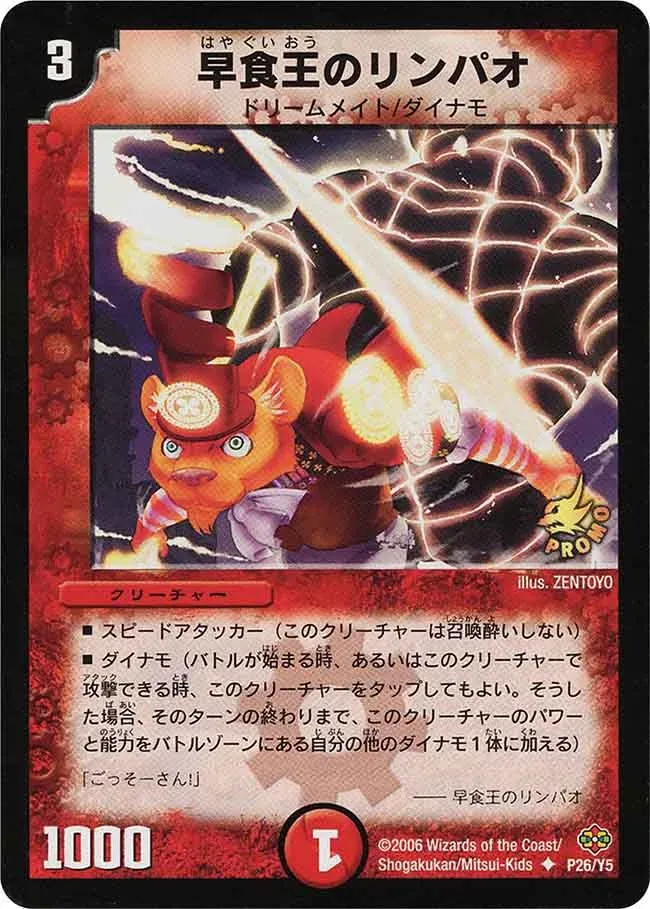 3
はやぐいおう
早食王のリンパオ
ドリームメイト/ダイナモ
PROMO
illus. ZENTOYO
クリーチャー
■ スピードアタッカー(このクリーチャーは召喚酔いしない)
■ ダイナモ(バトルが始まる時、あるいはこのクリーチャーで
攻撃できる時、このクリーチャーをタップしてもよい。そうし
た場合、そのターンの終わりまで、このクリーチャーのパワー
と能力をバトルゾーンにある自分の他のダイナモ1体に加える)
「ごっそーさん!」
―― 早食王のリンパオ
1000
1
©2006 Wizards of the Coast/
Shogakukan/Mitsui-Kids ♦ P26/Y5